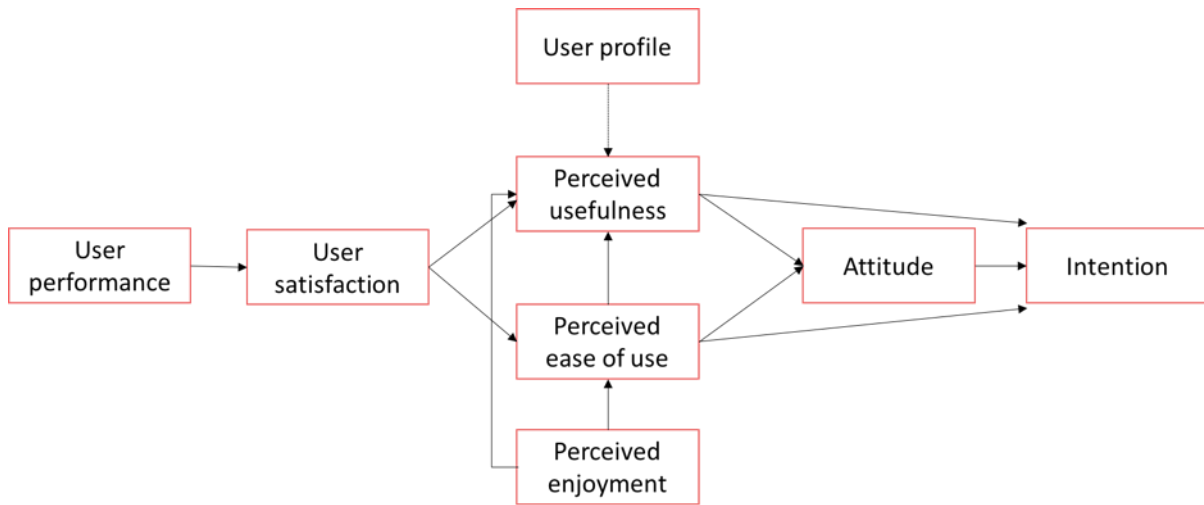 User profile
Perceived
usefulness
User
performance
User
satisfaction
Attitude
Intention
Perceived
ease of use
Perceived
enjoyment